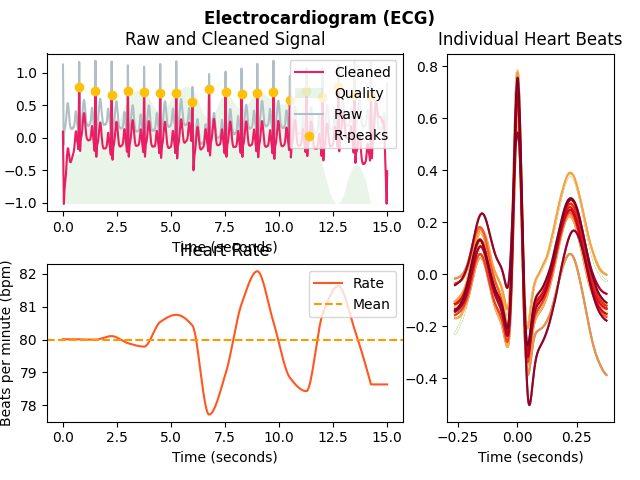 Electrocardiogram (ECG)
Raw and Cleaned Signal
Individual Heart Beats
1.0
0.5
0.0
−0.5
−1.0
Cleaned
Quality
Raw
R-peaks
0.0 2.5 5.0 7.5 10.0 12.5 15.0
Time (seconds)
Heart Rate
Beats per minute (bpm)
82
81
80
79
78
Rate
Mean
0.0 2.5 5.0 7.5 10.0 12.5 15.0
Time (seconds)
0.8
0.6
0.4
0.2
0.0
−0.2
−0.4
−0.25 0.00 0.25
Time (seconds)